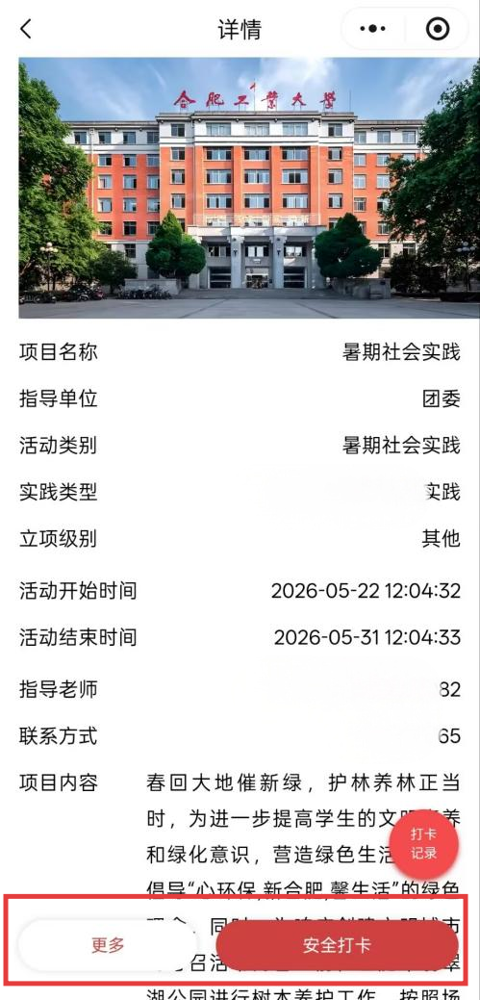 详情
合肥工业大学
项目名称 暑期社会实践
指导单位 团委
活动类别 暑期社会实践
实践类型 实践
立项级别 其他
活动开始时间 2026-05-22 12:04:32
活动结束时间 2026-05-31 12:04:33
指导老师 82
联系方式 65
项目内容 春回大地催新绿，护林养林正当
时，为进一步提高学生的文 养
和绿化意识，营造绿色生活
打卡
记录
倡导“心环保,新合肥,馨生活”的绿色
更多
安全打卡
湖公园进行树木养护工作。按照场